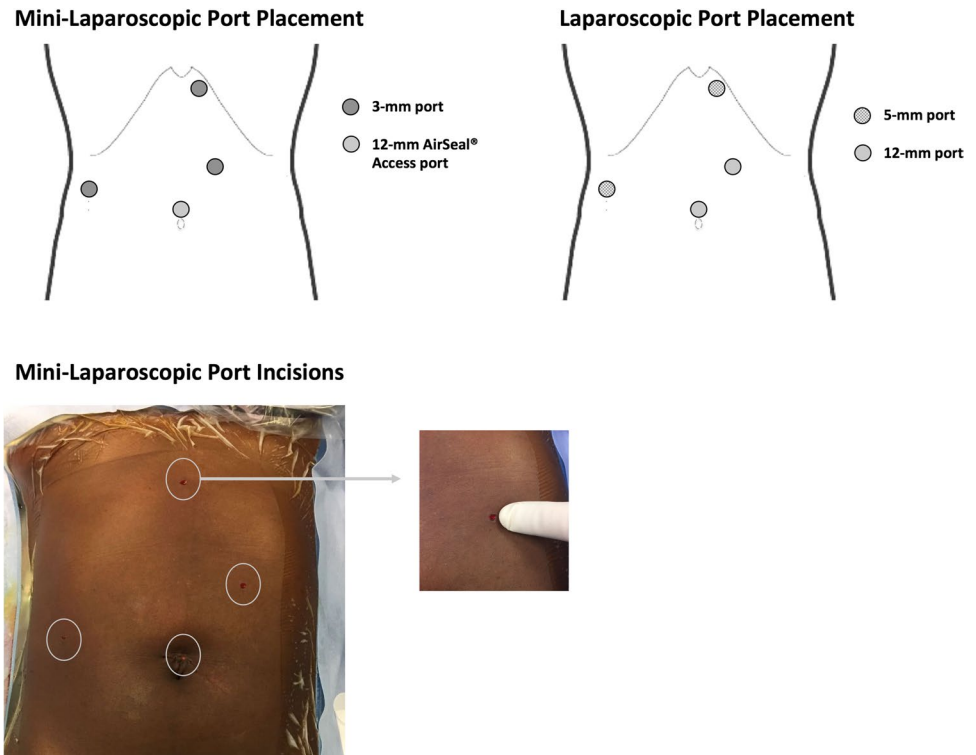 Mini-Laparoscopic Port Placement
3-mm port
12-mm AirSeal®
Access port
Laparoscopic Port Placement
5-mm port
12-mm port
Mini-Laparoscopic Port Incisions